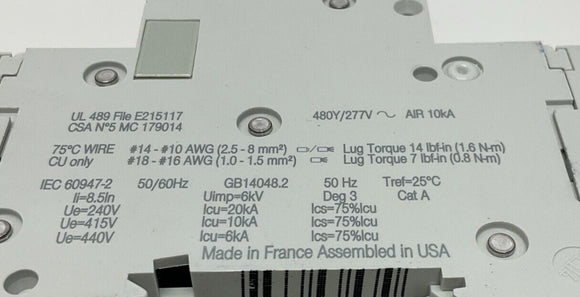 UL 489 File E215117 480Y/277V ~ AIR 10kA
CSA N°5 MC 179014
75°C WIRE #14 - #10 AWG (2.5 - 8 mm²) Lug Torque 14 lbf-in (1.6 N-m)
CU only #18 - #16 AWG (1.0 - 1.5 mm²) Lug Torque 7 lbf-in (0.8 N-m)
IEC 60947-2 50/60Hz GB14048.2 50 Hz Tref=25°C
Ii=8.5In Uimp=6kV Deg 3 Cat A
Ue=240V Icu=20kA Ics=75%Icu
Ue=415V Icu=10kA Ics=75%Icu
Ue=440V Icu=6kA Ics=75%Icu
Made in France Assembled in USA